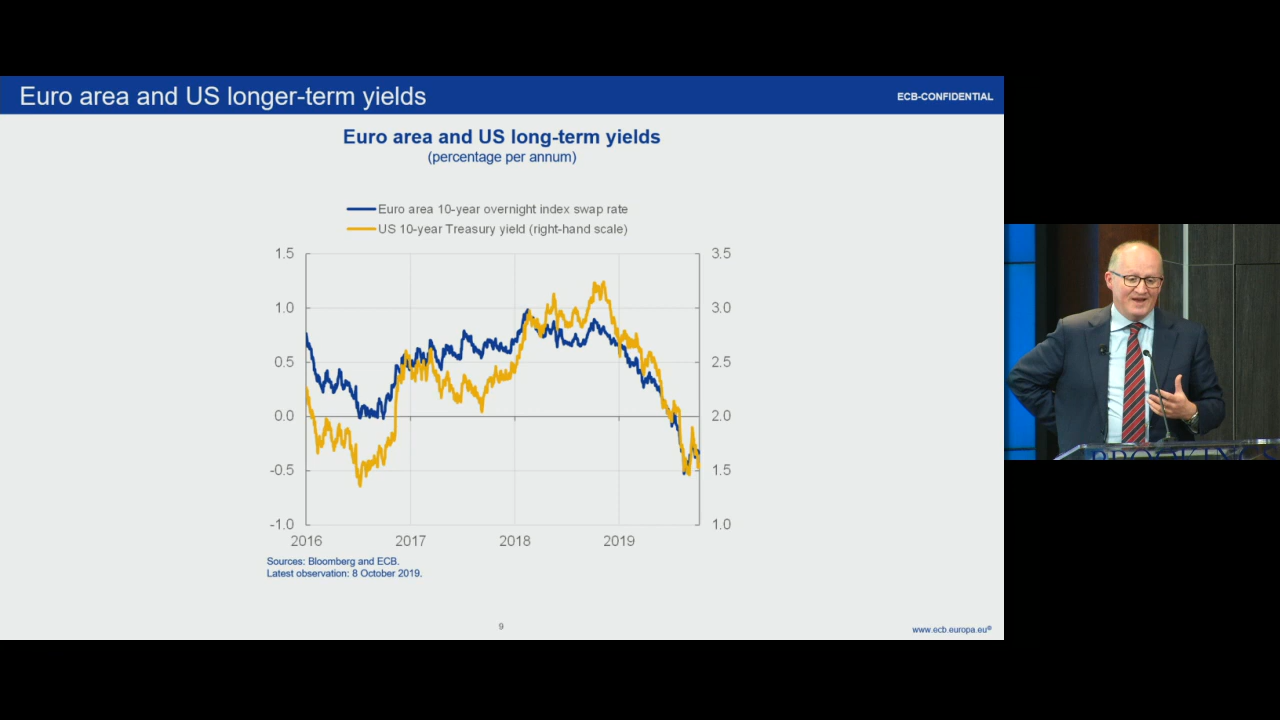 Euro area and US longer-term yields
ECB-CONFIDENTIAL
Euro area and US long-term yields
(percentage per annum)
Euro area 10-year overnight index swap rate
US 10-year Treasury yield (right-hand scale)
1.5 3.5
1.0 3.0
0.5 2.5
0.0 2.0
-0.5 1.5
-1.0 1.0
2016 2017 2018 2019
Sources: Bloomberg and ECB.
Latest observation: 8 October 2019.
9
www.ecb.europa.eu®
BROOKINGS